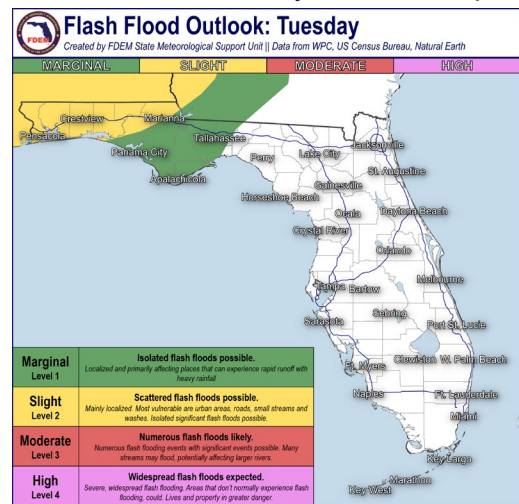 FDEM
Flash Flood Outlook: Tuesday
Created by FDEM State Meteorological Support Unit || Data from WPC, US Census Bureau, Natural Earth
MARGINAL SLIGHT MODERATE HIGH
Crestview
Marianna
Pensacola
Tallahassee
Jacksonville
Panama City
Perry
Lake City
St. Augustine
Apalachicola
Gainesville
Horseshoe Beach
Ocala
Daytona Beach
Crystal River
Orlando
Melbourne
Tampa
Bartow
Sebring
Sarasota
Port St. Lucie
Clewiston
W. Palm Beach
Ft. Myers
Naples
Ft. Lauderdale
Miami
Key Largo
Marathon
Key West
Marginal
Level 1
Isolated flash floods possible.
Localized and primarily affecting places that can experience rapid runoff with
heavy rainfall
Slight
Level 2
Scattered flash floods possible.
Mainly localized. Most vulnerable are urban areas, roads, small streams and
washes. Isolated significant flash floods possible.
Moderate
Level 3
Numerous flash floods likely.
Numerous flash flooding events with significant events possible. Many
streams may flood, potentially affecting larger rivers.
High
Level 4
Widespread flash floods expected.
Severe, widespread flash flooding. Areas that don't normally experience flash
flooding, could. Lives and property in greater danger.